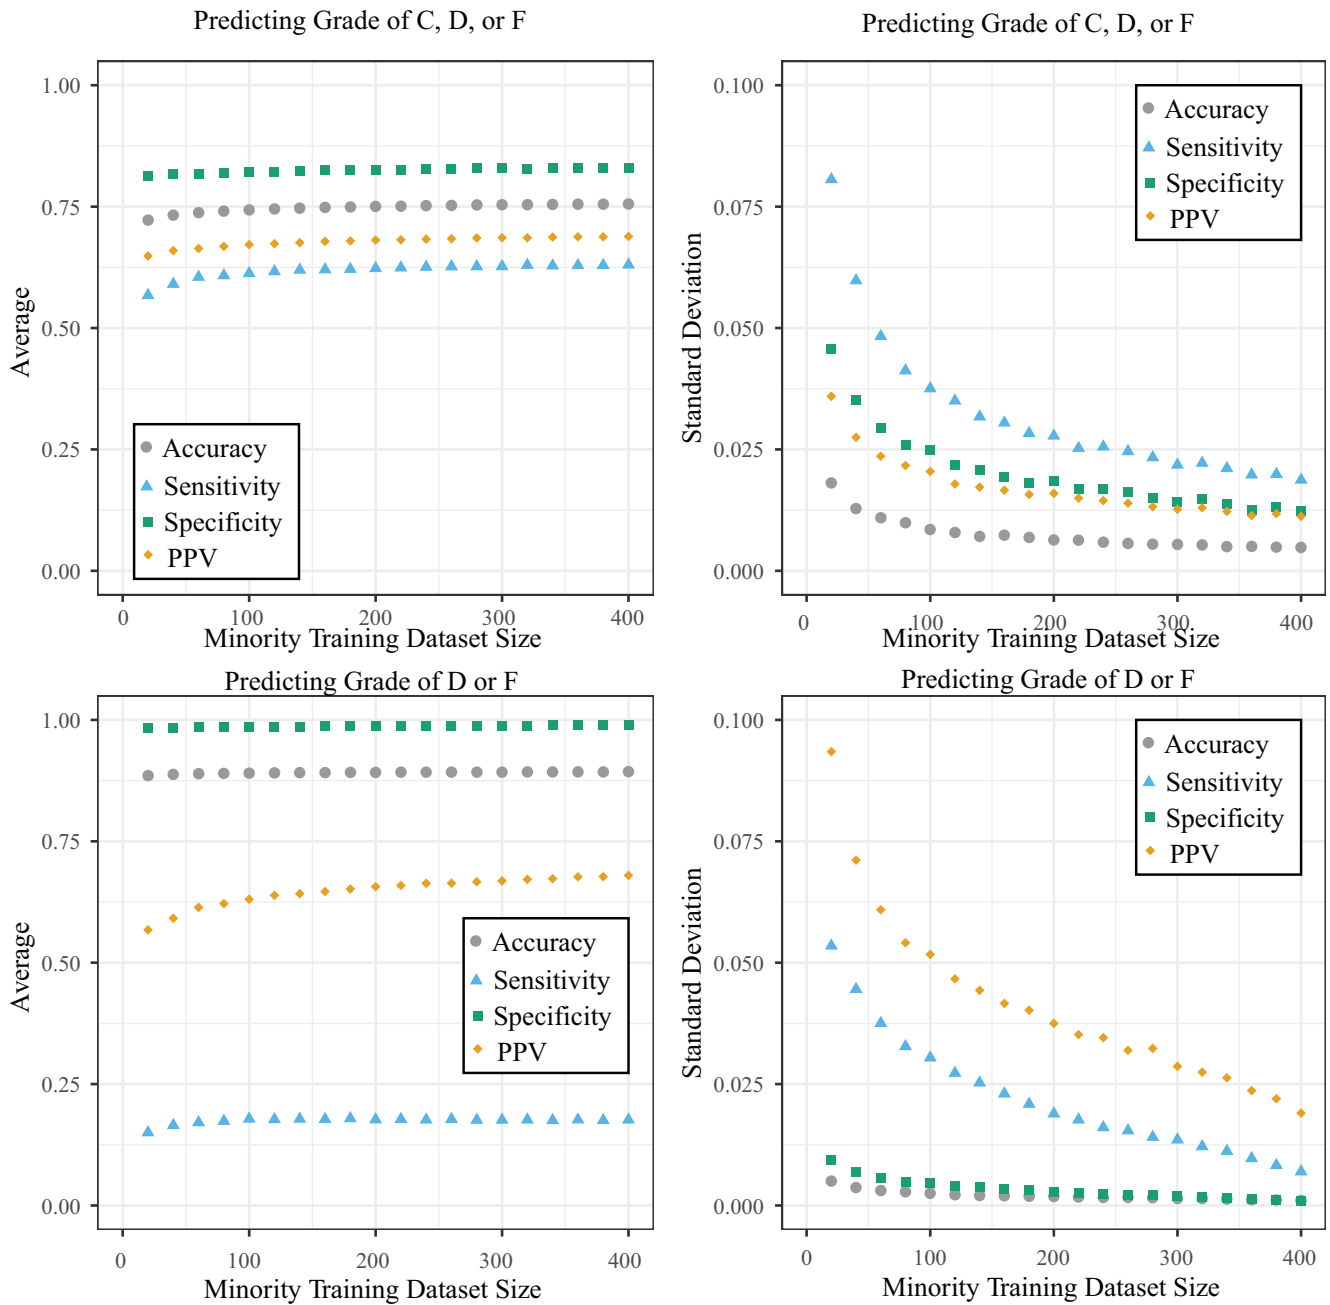 Predicting Grade of C, D, or F
1.00
0.75
0.50
0.25
0.00
Average
Accuracy
Sensitivity
Specificity
PPV
0 100 200 300 400
Minority Training Dataset Size
Predicting Grade of C, D, or F
0.100
0.075
0.050
0.025
0.000
Standard Deviation
Accuracy
Sensitivity
Specificity
PPV
0 100 200 300 400
Minority Training Dataset Size
Predicting Grade of D or F
1.00
0.75
0.50
0.25
0.00
Average
Accuracy
Sensitivity
Specificity
PPV
0 100 200 300 400
Minority Training Dataset Size
Predicting Grade of D or F
0.100
0.075
0.050
0.025
0.000
Standard Deviation
Accuracy
Sensitivity
Specificity
PPV
0 100 200 300 400
Minority Training Dataset Size